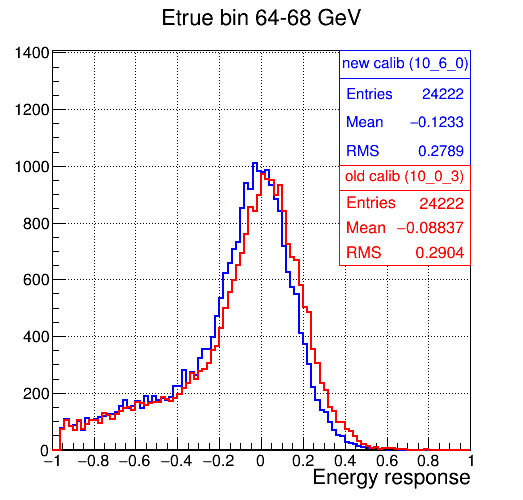 Etrue bin 64-68 GeV
new calib (10_6_0)
Entries 24222
Mean −0.1233
RMS 0.2789
old calib (10_0_3)
Entries 24222
Mean −0.08837
RMS 0.2904
1400
1200
1000
800
600
400
200
0
−1 −0.8 −0.6 −0.4 −0.2 0 0.2 0.4 0.6 0.8 1
Energy response